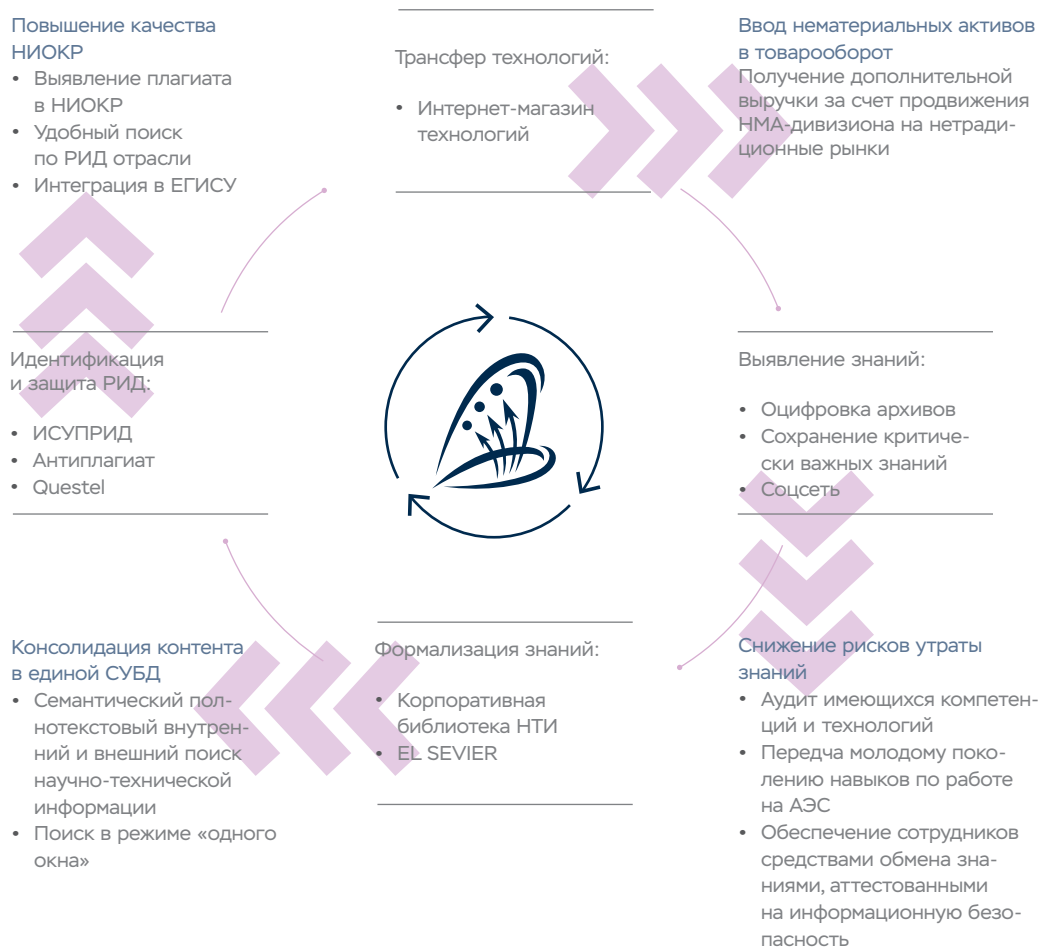 Повышение качества
НИОКР
• Выявление плагиата
в НИОКР
• Удобный поиск
по РИД отрасли
• Интеграция в ЕГИСУ
Трансфер технологий:
• Интернет-магазин
технологий
Ввод нематериальных активов
в товарооборот
Получение дополнительной
выручки за счет продвижения
НМА-дивизиона на нетради-
ционные рынки
Идентификация
и защита РИД:
• ИСУПРИД
• Антиплагиат
• Questel
Выявление знаний:
• Оцифровка архивов
• Сохранение критиче-
ски важных знаний
• Соцсеть
Консолидация контента
в единой СУБД
• Семантический пол-
нотекстовый внутрен-
ний и внешний поиск
научно-технической
информации
• Поиск в режиме «одного
окна»
Формализация знаний:
• Корпоративная
библиотека НТИ
• EL SEVIER
Снижение рисков утраты
знаний
• Аудит имеющихся компетен-
ций и технологий
• Передча молодому поко-
лению навыков по работе
на АЭС
• Обеспечение сотрудников
средствами обмена зна-
ниями, аттестованными
на информационную безо-
пасность